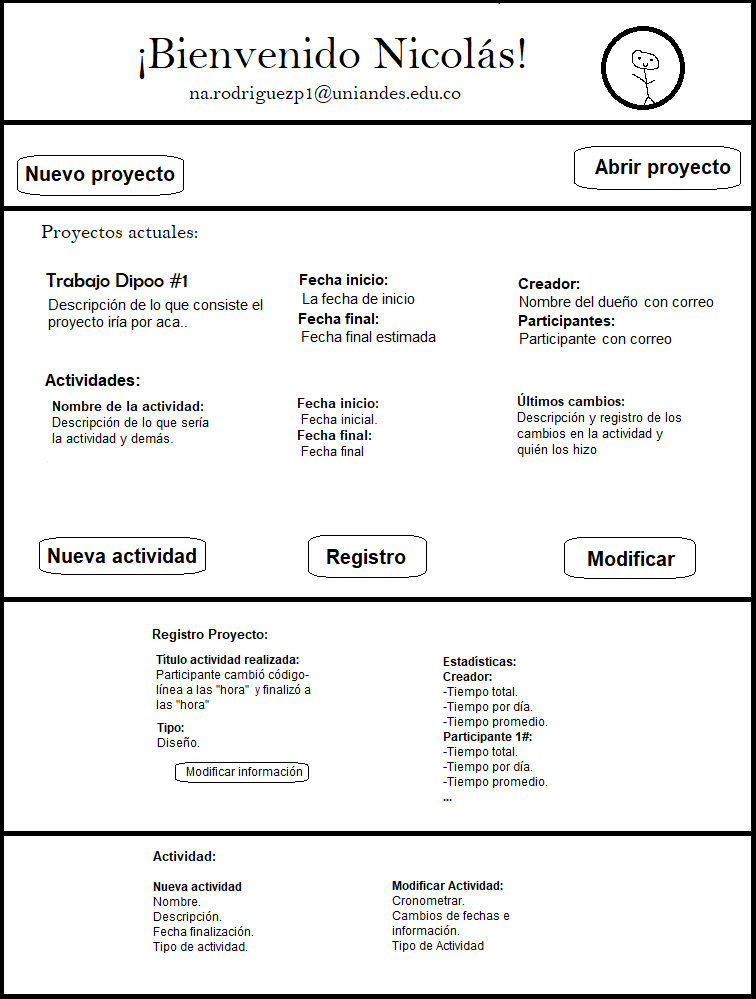 ¡Bienvenido Nicolás!
na.rodriguezp1@uniandes.edu.co
Nuevo proyecto
Abrir proyecto
Proyectos actuales:
Trabajo Dipoo #1
Descripción de lo que consiste el
proyecto iría por aca..
Fecha inicio:
La fecha de inicio
Fecha final:
Fecha final estimada
Creador:
Nombre del dueño con correo
Participantes:
Participante con correo
Actividades:
Nombre de la actividad:
Descripción de lo que sería
la actividad y demás.
Fecha inicio:
Fecha inicial.
Fecha final:
Fecha final
Últimos cambios:
Descripción y registro de los
cambios en la actividad y
quién los hizo
Nueva actividad
Registro
Modificar
Registro Proyecto:
Título actividad realizada:
Participante cambió código-
línea a las "hora" y finalizó a
las "hora"
Tipo:
Diseño.
Modificar información
Estadísticas:
Creador:
-Tiempo total.
-Tiempo por día.
-Tiempo promedio.
Participante 1#:
-Tiempo total.
-Tiempo por día.
-Tiempo promedio.
...
Actividad:
Nueva actividad
Nombre.
Descripción.
Fecha finalización.
Tipo de actividad.
Modificar Actividad:
Cronometrar.
Cambios de fechas e
información.
Tipo de Actividad